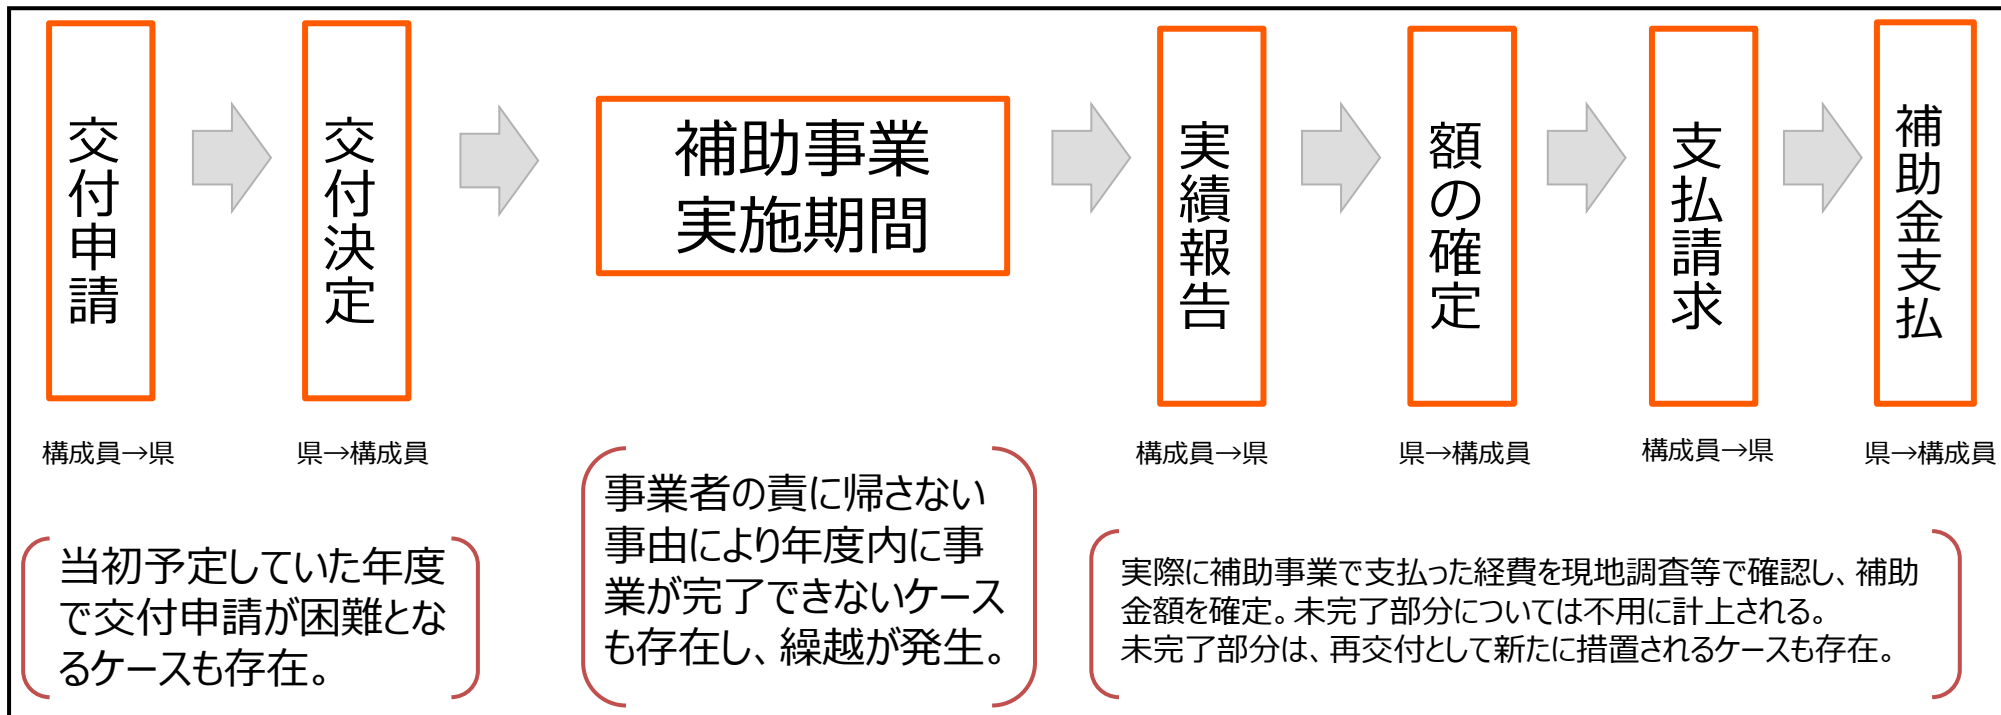 交付申請
交付決定
補助事業
実施期間
実績報告
額の確定
支払請求
補助金支払
構成員→県
県→構成員
構成員→県
県→構成員
構成員→県
県→構成員
当初予定していた年度
で交付申請が困難とな
るケースも存在。
事業者の責に帰さない
事由により年度内に事
業が完了できないケース
も存在し、繰越が発生。
実際に補助事業で支払った経費を現地調査等で確認し、補助
金額を確定。未完了部分については不用に計上される。
未完了部分は、再交付として新たに措置されるケースも存在。